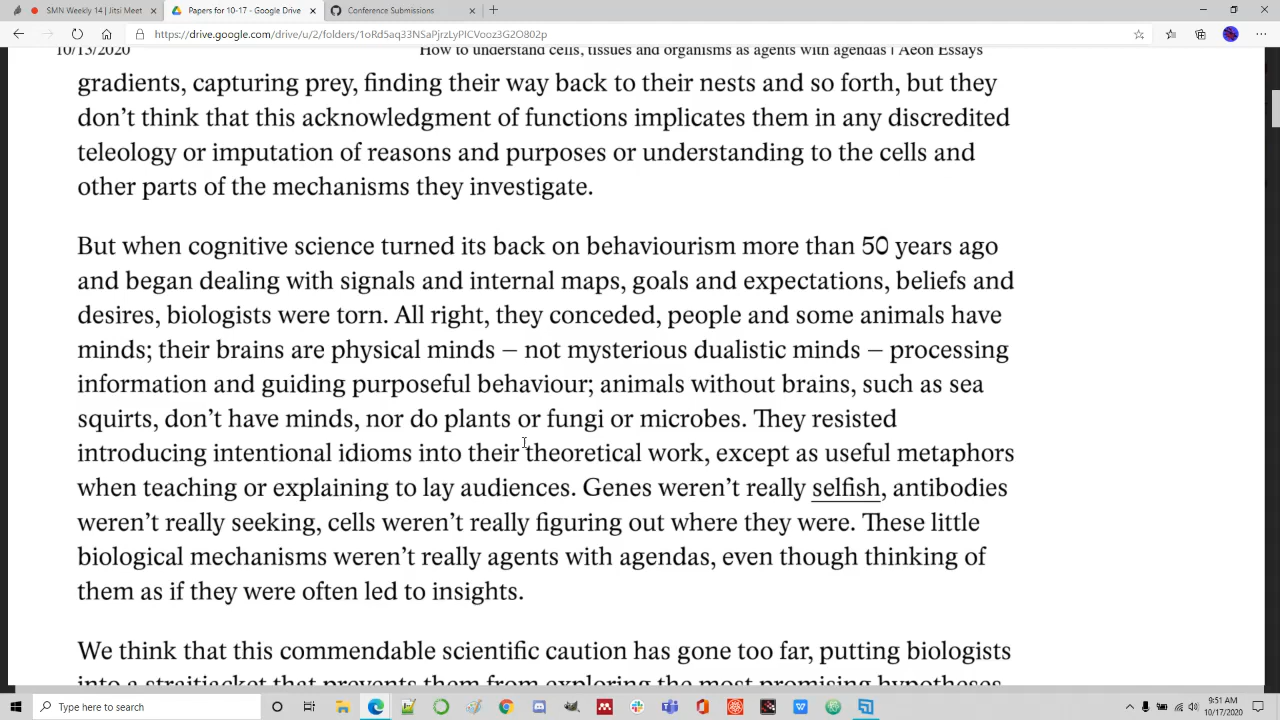 SMN Weekly 14 | Jitsi Meet
Papers for 10-17 - Google Drive
Conference Submissions
https://drive.google.com/drive/u/2/folders/1oRd5aq33NSaPjrzLyPICVooz3G2O802p
10/13/2020 How to understand cells, tissues and organisms as agents with agendas | Aeon Essays
gradients, capturing prey, finding their way back to their nests and so forth, but they
don’t think that this acknowledgment of functions implicates them in any discredited
teleology or imputation of reasons and purposes or understanding to the cells and
other parts of the mechanisms they investigate.
But when cognitive science turned its back on behaviourism more than 50 years ago
and began dealing with signals and internal maps, goals and expectations, beliefs and
desires, biologists were torn. All right, they conceded, people and some animals have
minds; their brains are physical minds – not mysterious dualistic minds – processing
information and guiding purposeful behaviour; animals without brains, such as sea
squirts, don’t have minds, nor do plants or fungi or microbes. They resisted
introducing intentional idioms into their theoretical work, except as useful metaphors
when teaching or explaining to lay audiences. Genes weren’t really selfish, antibodies
weren’t really seeking, cells weren’t really figuring out where they were. These little
biological mechanisms weren’t really agents with agendas, even though thinking of
them as if they were often led to insights.
We think that this commendable scientific caution has gone too far, putting biologists
into a straitjacket that prevents them from exploring the most promising hypotheses
Type here to search
9:51 AM
10/17/2020